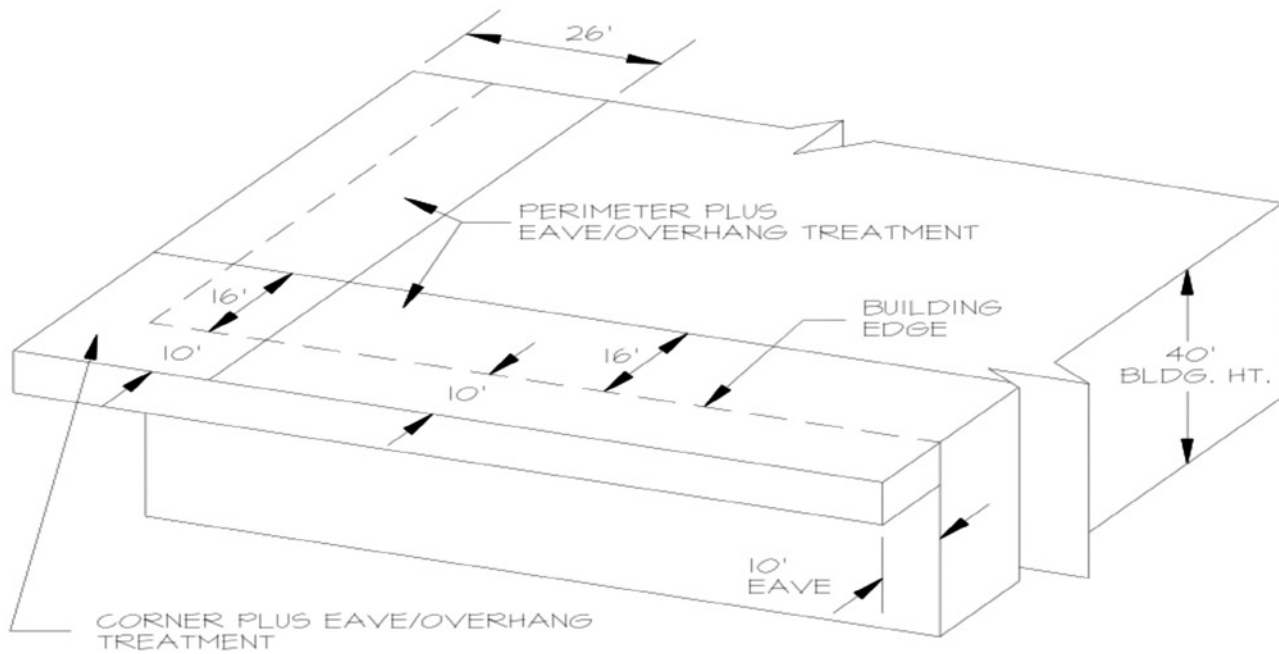 26'
PERIMETER PLUS
EAVE/OVERHANG TREATMENT
16'
BUILDING
EDGE
10'
16'
40'
BLDG. HT.
10'
10'
EAVE
CORNER PLUS EAVE/OVERHANG
TREATMENT